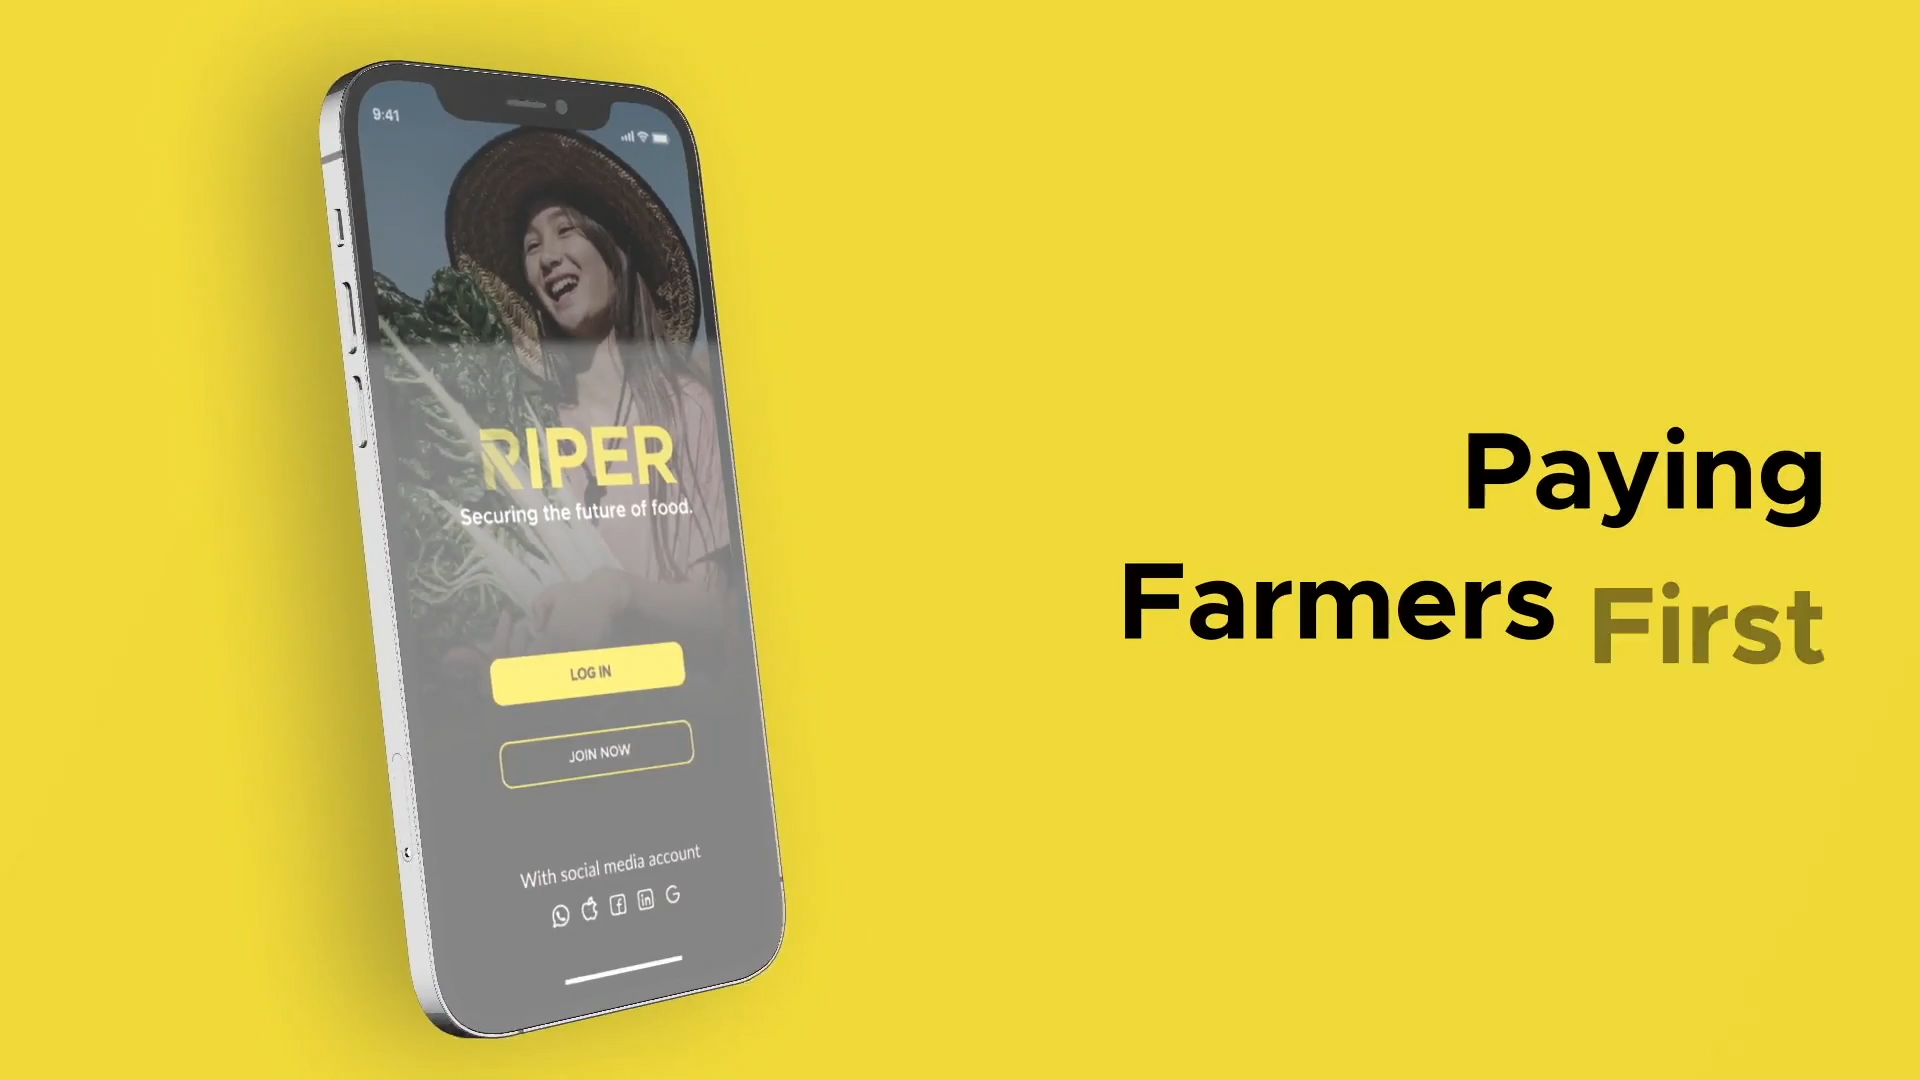 9:41
RIPER
Securing the future of food.
LOG IN
JOIN NOW
With social media account
Paying
Farmers First